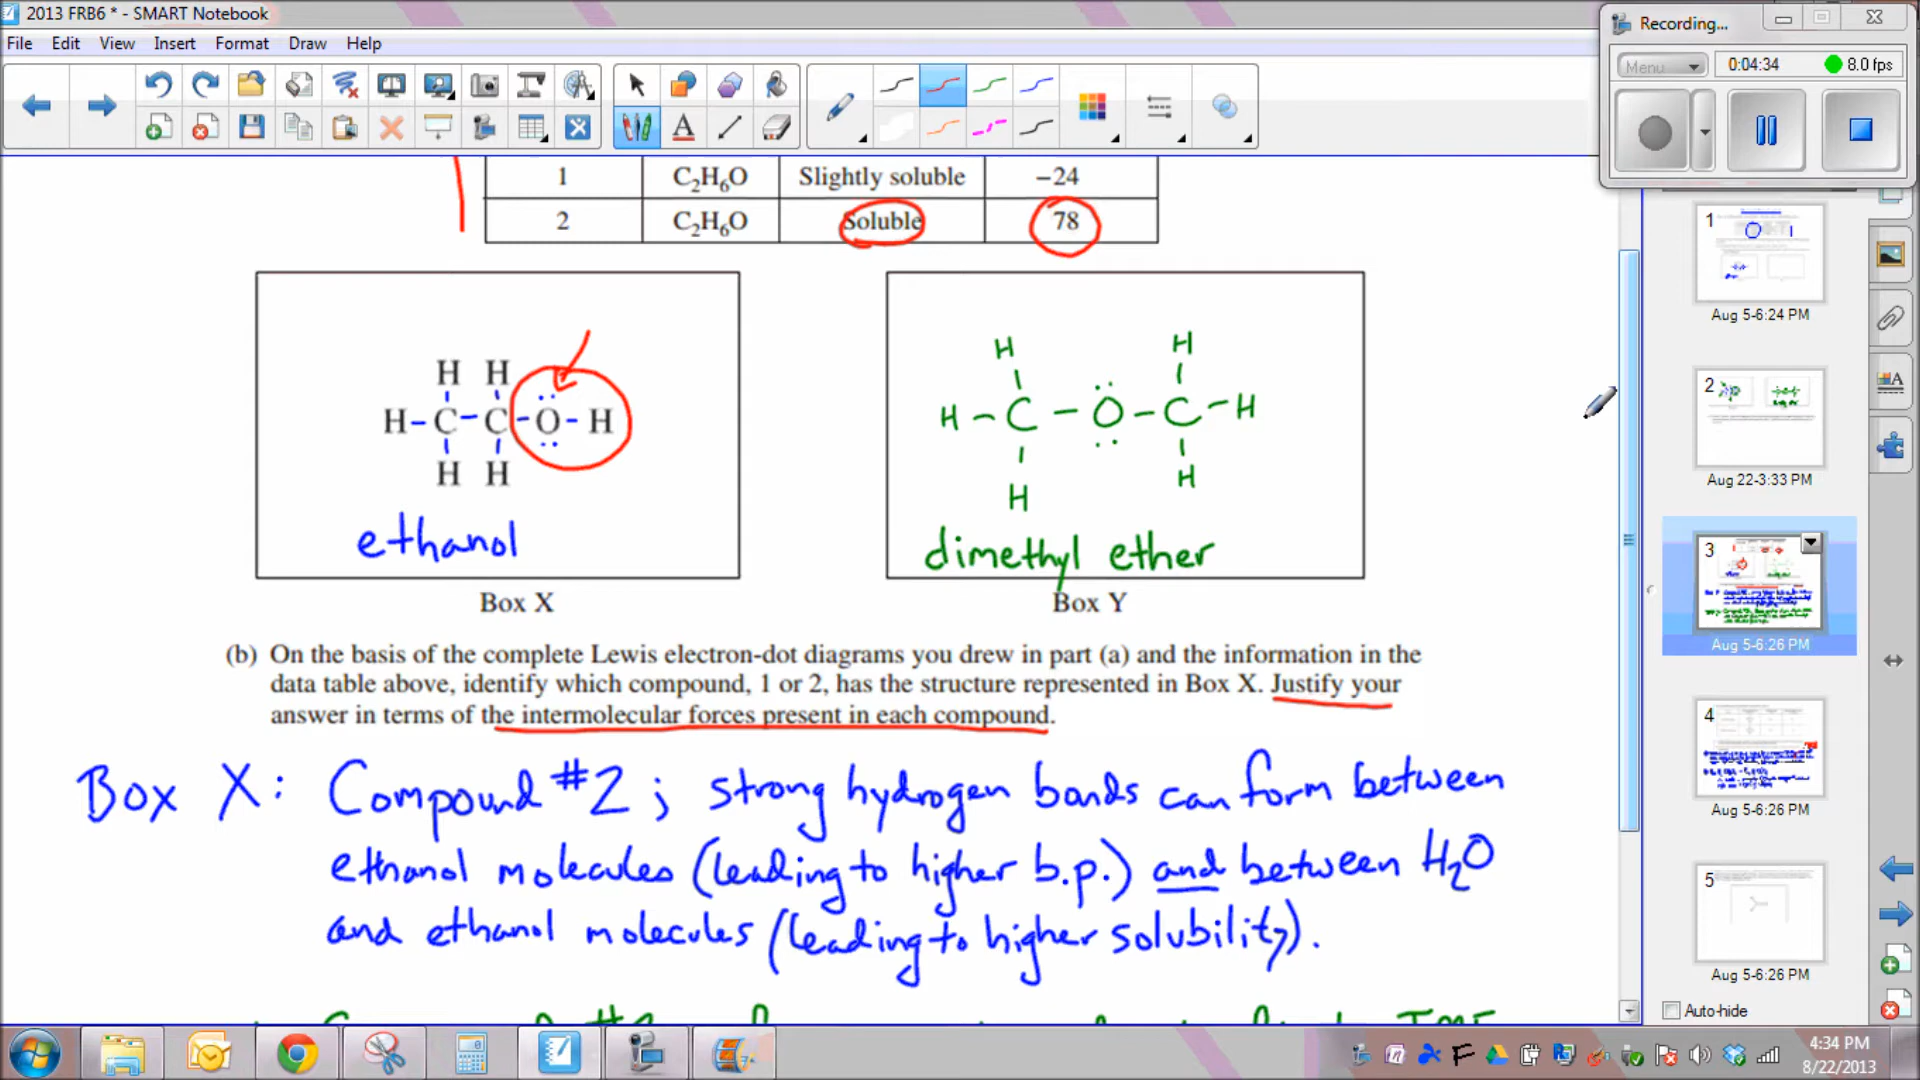 2013 FRB6 * - SMART Notebook
File Edit View Insert Format Draw Help
Recording...
Menu 0:04:34 8.0 fps
1 C₂H₆O Slightly soluble −24
2 C₂H₆O Soluble 78
H H
H-C-C-O-H
H H
ethanol
Box X
H H
H-C-O-C-H
H H
dimethyl ether
Box Y
(b) On the basis of the complete Lewis electron-dot diagrams you drew in part (a) and the information in the
data table above, identify which compound, 1 or 2, has the structure represented in Box X. Justify your
answer in terms of the intermolecular forces present in each compound.
Box X: Compound #2; strong hydrogen bonds can form between
ethanol molecules (leading to higher b.p.) and between H₂O
and ethanol molecules (leading to higher solubility).
1
Aug 5-6:24 PM
2
Aug 22-3:33 PM
3
Aug 5-6:26 PM
4
Aug 5-6:26 PM
5
Aug 5-6:26 PM
Auto-hide
4:34 PM
8/22/2013